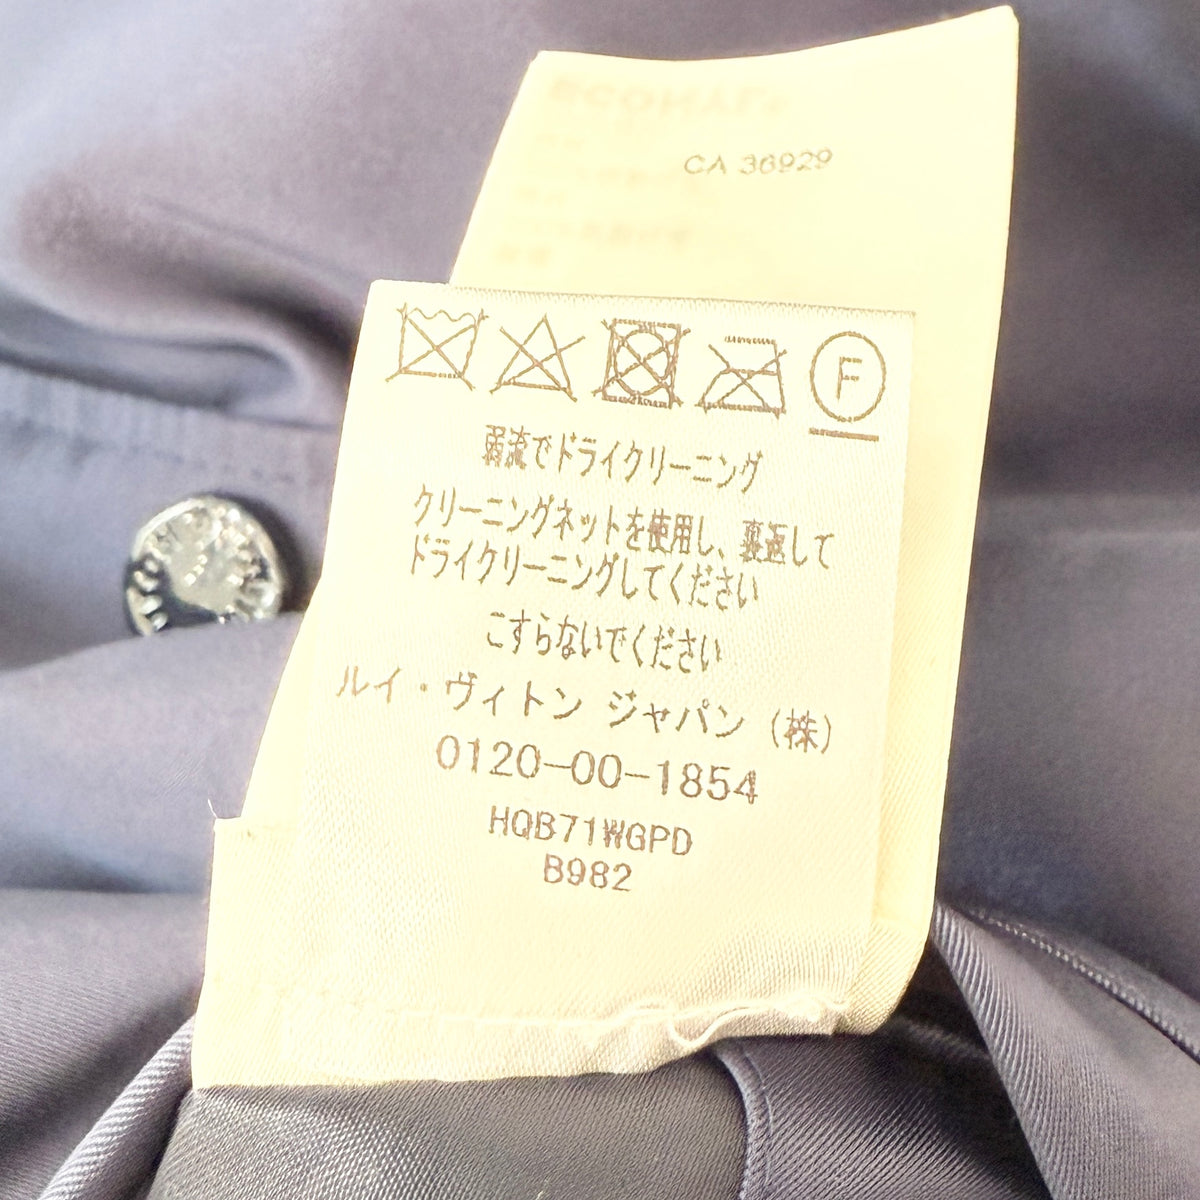 CA 36929
F
弱流でドライクリーニング
クリーニングネットを使用し、裏返して
ドライクリーニングしてください
こすらないでください
ルイ・ヴィトン ジャパン (株)
0120-00-1854
HQB71WGPD
B982